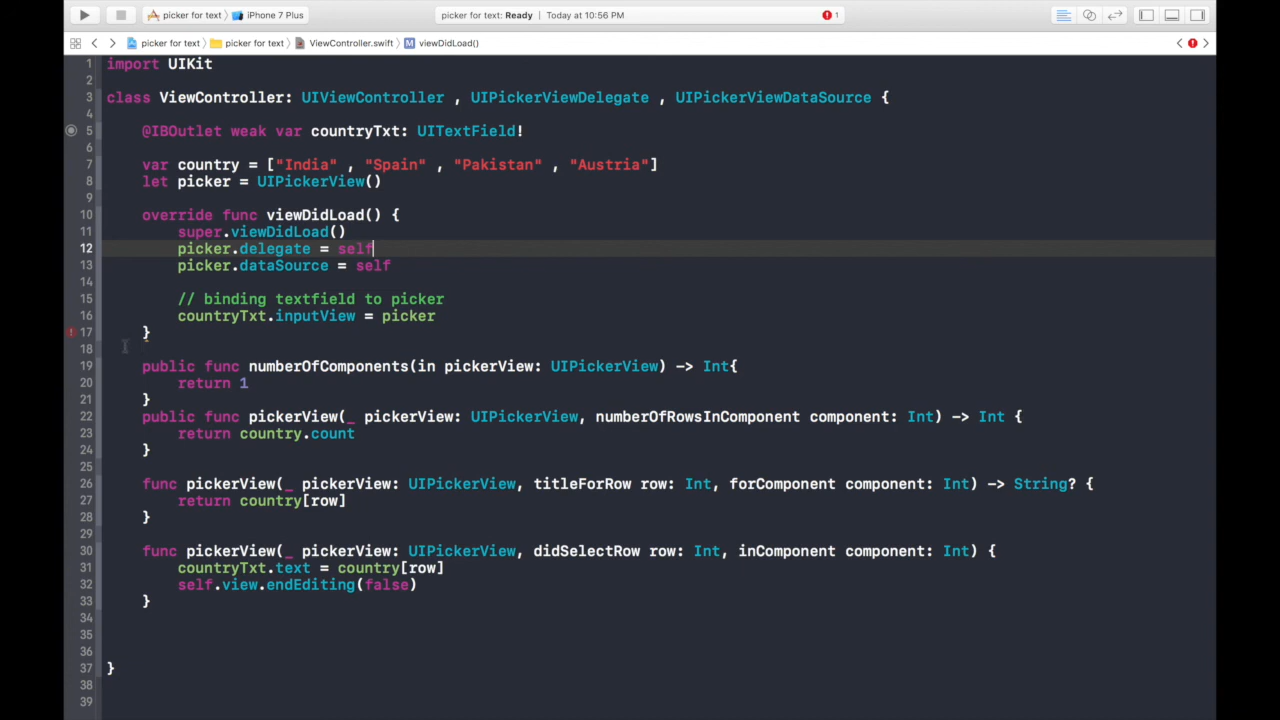 picker for text iPhone 7 Plus picker for text: Ready Today at 10:56 PM 1
picker for text picker for text ViewController.swift M viewDidLoad()
1 import UIKit
2
3 class ViewController: UIViewController , UIPickerViewDelegate , UIPickerViewDataSource {
4
5 @IBOutlet weak var countryTxt: UITextField!
6
7 var country = ["India" , "Spain" , "Pakistan" , "Austria"]
8 let picker = UIPickerView()
9
10 override func viewDidLoad() {
11 super.viewDidLoad()
12 picker.delegate = self
13 picker.dataSource = self
14
15 // binding textfield to picker
16 countryTxt.inputView = picker
17 }
18
19 public func numberOfComponents(in pickerView: UIPickerView) -> Int{
20 return 1
21 }
22 public func pickerView(_ pickerView: UIPickerView, numberOfRowsInComponent component: Int) -> Int {
23 return country.count
24 }
25
26 func pickerView(_ pickerView: UIPickerView, titleForRow row: Int, forComponent component: Int) -> String? {
27 return country[row]
28 }
29
30 func pickerView(_ pickerView: UIPickerView, didSelectRow row: Int, inComponent component: Int) {
31 countryTxt.text = country[row]
32 self.view.endEditing(false)
33 }
34
35
36
37 }
38
39